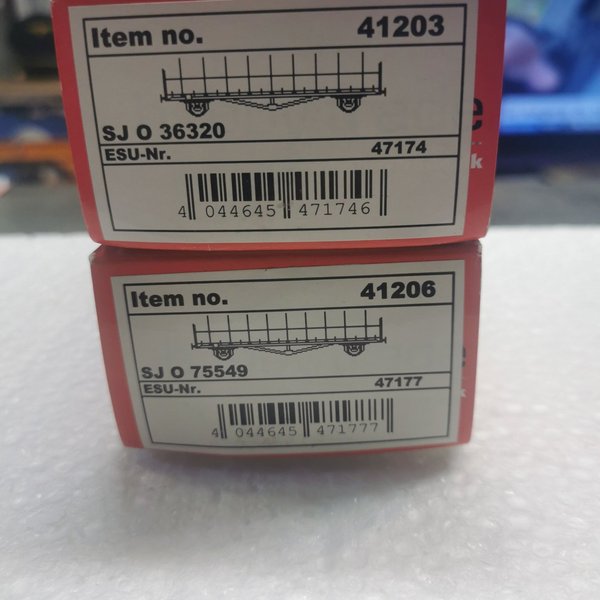 Item no. 41203
SJ O 36320
ESU-Nr. 47174
4 044645 471746
Item no. 41206
SJ O 75549
ESU-Nr. 47177
4 044645 471777